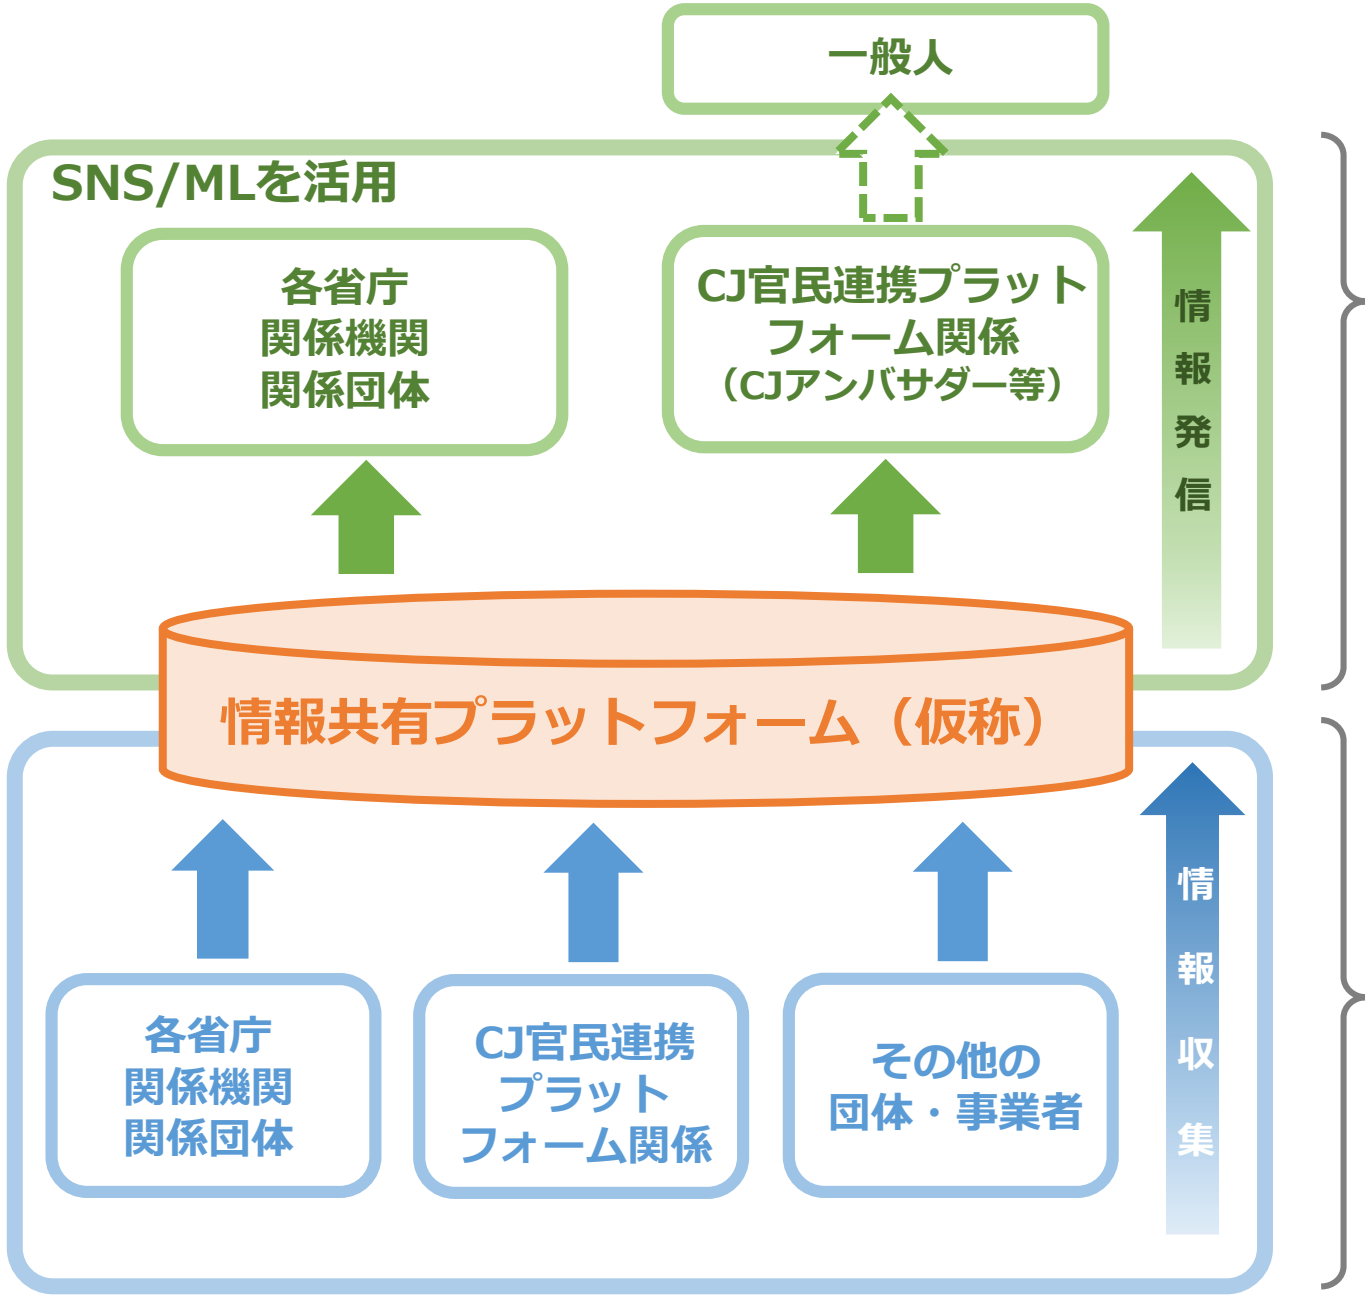 一般人
SNS/MLを活用
各省庁
関係機関
関係団体
CJ官民連携プラット
フォーム関係
（CJアンバサダー等）
情報発信
情報共有プラットフォーム（仮称）
各省庁
関係機関
関係団体
CJ官民連携
プラット
フォーム関係
その他の
団体・事業者
情報収集